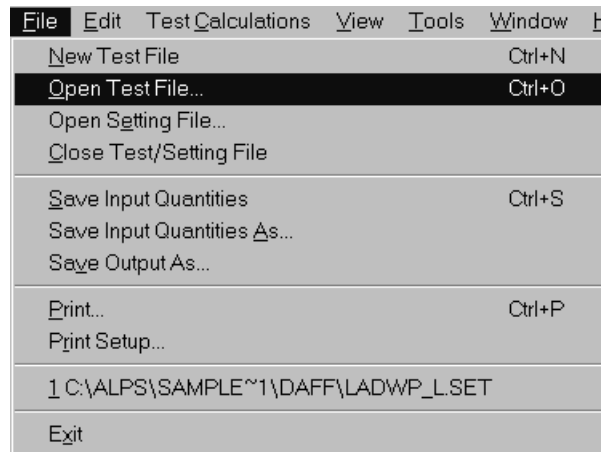 File Edit Test Calculations View Tools Window H
New Test File Ctrl+N
Open Test File... Ctrl+O
Open Setting File...
Close Test/Setting File
Save Input Quantities Ctrl+S
Save Input Quantities As...
Save Output As...
Print... Ctrl+P
Print Setup...
1 C:\ALPS\SAMPLE~1\DAFF\LADWP_L.SET
Exit